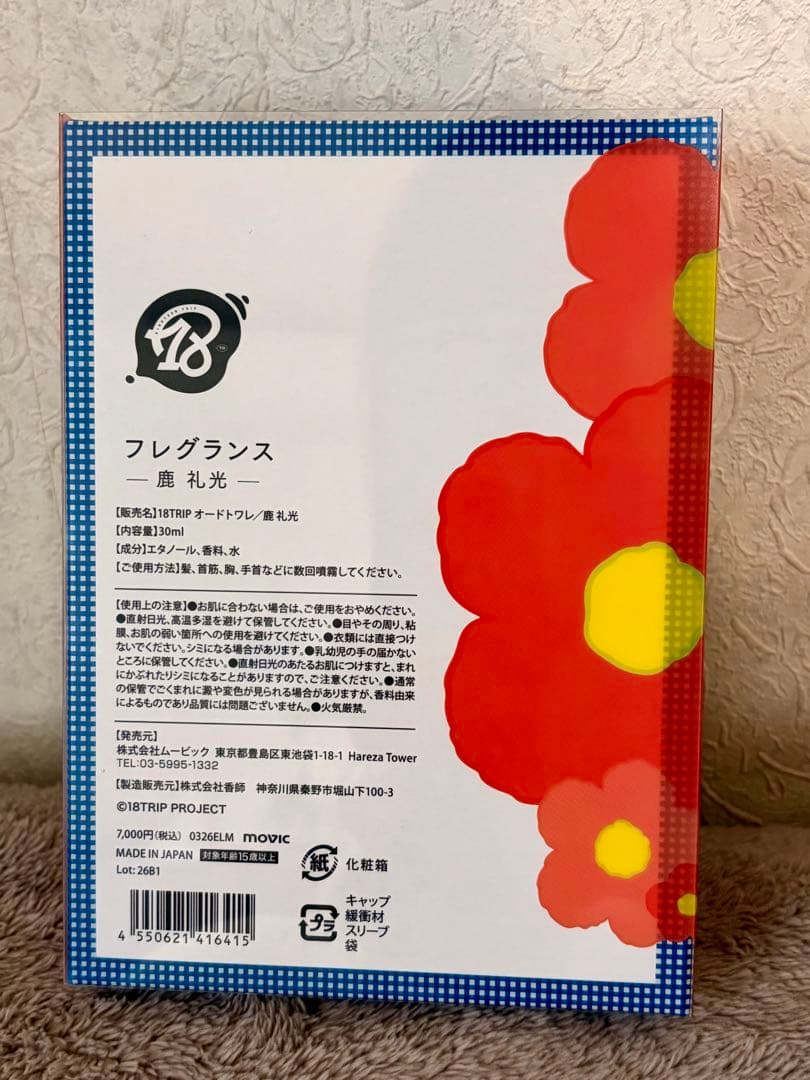 18
フレグランス
— 鹿 礼光 —
【販売名】18TRIP オードトワレ／鹿 礼光
【内容量】30ml
【成分】エタノール、香料、水
【ご使用方法】髪、首筋、胸、手首などに数回噴霧してください。
【使用上の注意】●お肌に合わない場合は、ご使用をおやめください。
●直射日光、高温多湿を避けて保管してください。●目やその周り、粘
膜、お肌の弱い箇所への使用を避けてください。●衣類には直接つけ
ないでください。シミになる場合があります。●乳幼児の手の届かない
ところに保管してください。●直射日光のあたるお肌につけますと、まれ
にかぶれたりシミになることがありますので、ご注意ください。●通常
の保管でごくまれに澱や変色が見られる場合がありますが、香料由来
によるものであり品質には問題ございません。●火気厳禁。
【発売元】
株式会社ムービック 東京都豊島区東池袋1-18-1 Hareza Tower
TEL:03-5995-1332
【製造販売元】株式会社香師 神奈川県秦野市堀山下100-3
©18TRIP PROJECT
7,000円（税込） 0326ELM movic
MADE IN JAPAN 対象年齢15歳以上
Lot: 26B1
紙 化粧箱
4 550621 416415
プラ
キャップ
緩衝材
スリーブ
袋